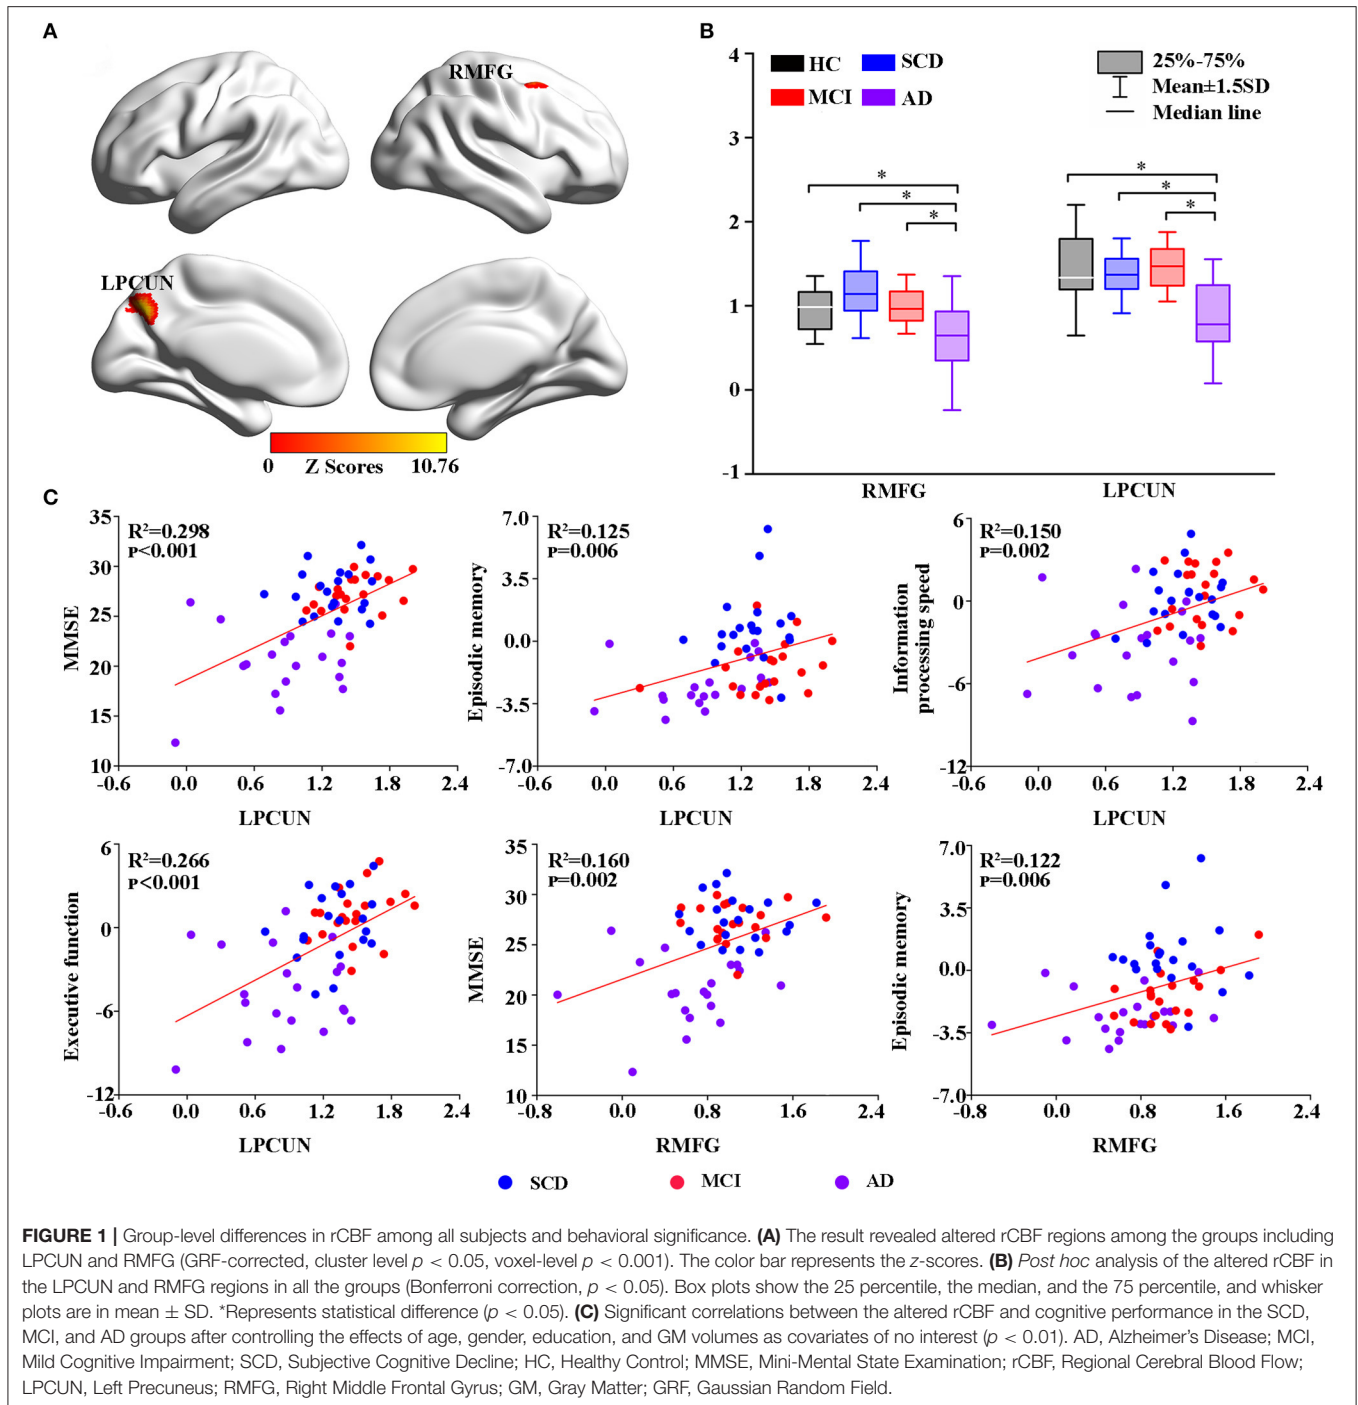 A
RMFG
LPCUN
0 Z Scores 10.76
B
4
3
2
1
0
-1
HC SCD
MCI AD
25%-75%
Mean±1.5SD
Median line
* * *
* * *
RMFG LPCUN
C
35
30
25
20
15
10
R²=0.298
P<0.001
MMSE
-0.6 0.0 0.6 1.2 1.8 2.4
LPCUN
7.0
3.5
0.0
-3.5
-7.0
R²=0.125
P=0.006
Episodic memory
-0.6 0.0 0.6 1.2 1.8 2.4
LPCUN
6
0
-6
-12
R²=0.150
P=0.002
Information
processing speed
-0.6 0.0 0.6 1.2 1.8 2.4
LPCUN
6
0
-6
-12
R²=0.266
P<0.001
Executive function
-0.6 0.0 0.6 1.2 1.8 2.4
LPCUN
35
30
25
20
15
10
R²=0.160
P=0.002
MMSE
-0.8 0.0 0.8 1.6 2.4
RMFG
7.0
3.5
0.0
-3.5
-7.0
R²=0.122
P=0.006
Episodic memory
-0.8 0.0 0.8 1.6 2.4
RMFG
SCD MCI AD
FIGURE 1 | Group-level differences in rCBF among all subjects and behavioral significance. (A) The result revealed altered rCBF regions among the groups including
LPCUN and RMFG (GRF-corrected, cluster level p < 0.05, voxel-level p < 0.001). The color bar represents the z-scores. (B) Post hoc analysis of the altered rCBF in
the LPCUN and RMFG regions in all the groups (Bonferroni correction, p < 0.05). Box plots show the 25 percentile, the median, and the 75 percentile, and whisker
plots are in mean ± SD. *Represents statistical difference (p < 0.05). (C) Significant correlations between the altered rCBF and cognitive performance in the SCD,
MCI, and AD groups after controlling the effects of age, gender, education, and GM volumes as covariates of no interest (p < 0.01). AD, Alzheimer's Disease; MCI,
Mild Cognitive Impairment; SCD, Subjective Cognitive Decline; HC, Healthy Control; MMSE, Mini-Mental State Examination; rCBF, Regional Cerebral Blood Flow;
LPCUN, Left Precuneus; RMFG, Right Middle Frontal Gyrus; GM, Gray Matter; GRF, Gaussian Random Field.